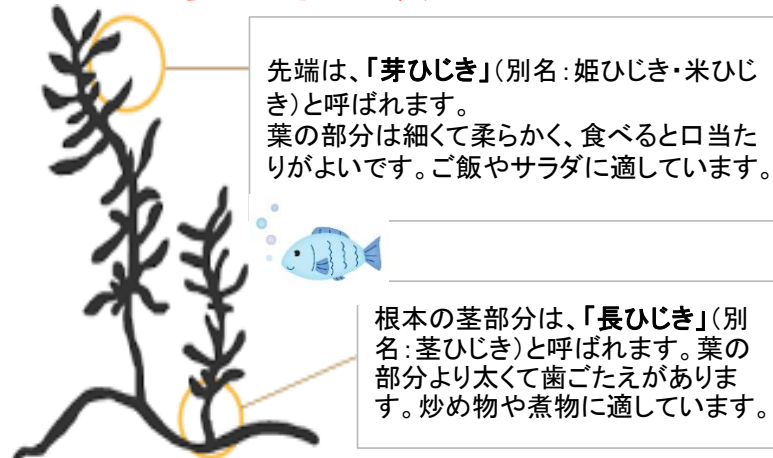 先端は、「芽ひじき」（別名：姫ひじき・米ひじ
き）と呼ばれます。
葉の部分は細くて柔らかく、食べると口当た
りがよいです。ご飯やサラダに適しています。
根本の茎部分は、「長ひじき」（別
名：茎ひじき）と呼ばれます。葉の
部分より太くて歯ごたえがありま
す。炒め物や煮物に適しています。